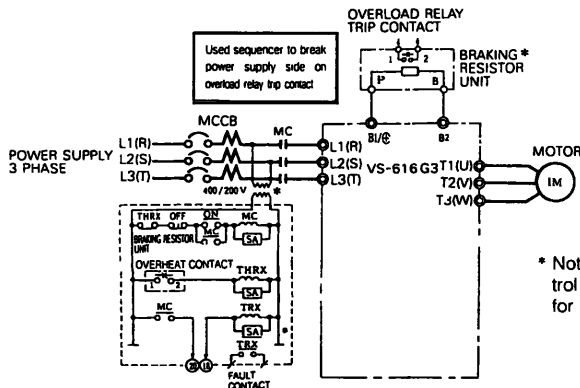 OVERLOAD RELAY
TRIP CONTACT
1 2
BRAKING *
RESISTOR
UNIT
P B
Used sequencer to break
power supply side on
overload relay trip contact
MCCB
MC
B1/⊕ B2
POWER SUPPLY
3 PHASE
L1(R)
L2(S)
L3(T)
L1(R)
L2(S)
L3(T)
VS-616G3
T1(U)
T2(V)
T3(W)
MOTOR
IM
400/200 V
*
THRX OFF ON MC
MC
SA
BRAKING RESISTOR
UNIT
OVERHEAT CONTACT
1 2
THRX
SA
MC
TRX
SA
*
20 18
TRX
FAULT
CONTACT
* Not
trol
for